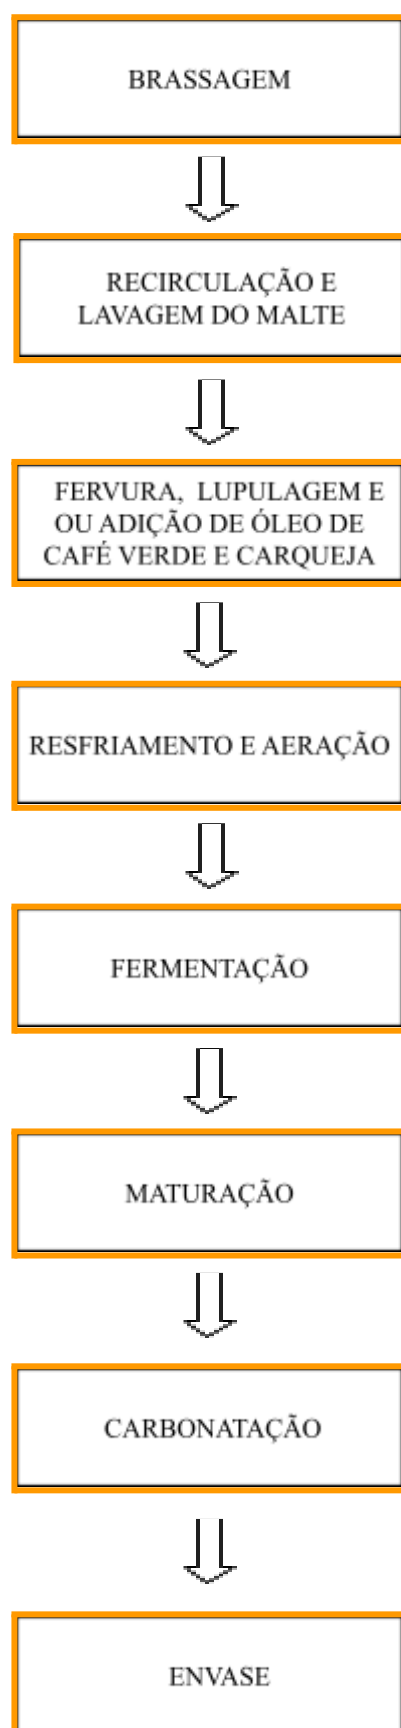 BRASSAGEM
RECIRCULAÇÃO E
LAVAGEM DO MALTE
FERVURA, LUPULAGEM E
OU ADIÇÃO DE ÓLEO DE
CAFÉ VERDE E CARQUEJA
RESFRIAMENTO E AERAÇÃO
FERMENTAÇÃO
MATURAÇÃO
CARBONATAÇÃO
ENVASE